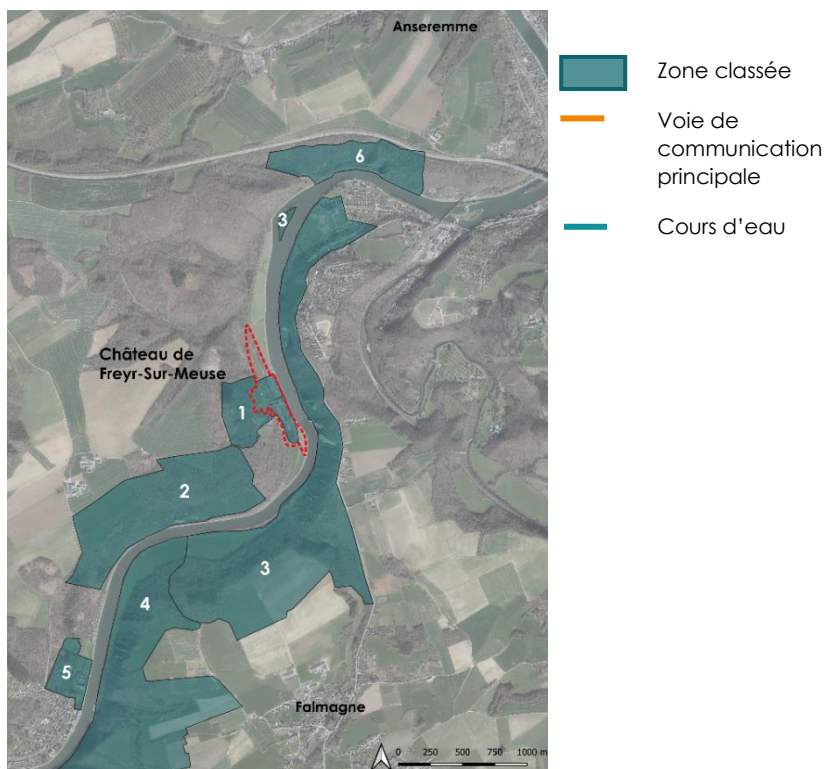 Anseremme
6
3
Château de
Freyr-Sur-Meuse
1
2
3
4
5
Falmagne
0 250 500 750 1000 m
Zone classée
Voie de
communication
principale
Cours d'eau